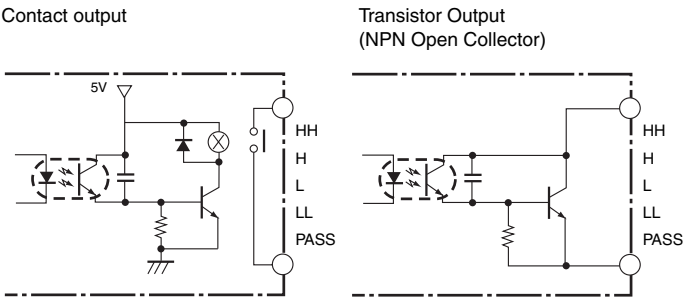 Contact output
Transistor Output
(NPN Open Collector)
5V
HH
H
L
LL
PASS
HH
H
L
LL
PASS